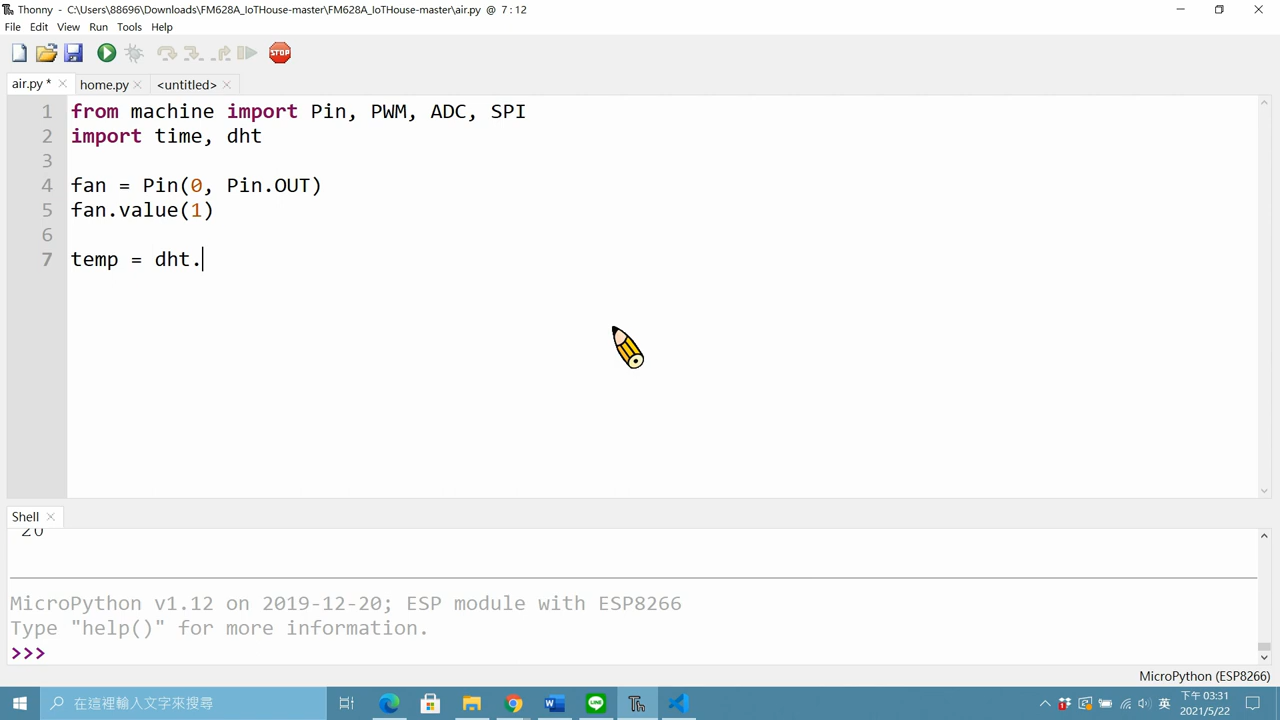 Thonny - C:\Users\88696\Downloads\FM628A_IoTHouse-master\FM628A_IoTHouse-master\air.py @ 7 : 12
File Edit View Run Tools Help
STOP
air.py * home.py <untitled>
1 from machine import Pin, PWM, ADC, SPI
2 import time, dht
3
4 fan = Pin(0, Pin.OUT)
5 fan.value(1)
6
7 temp = dht.
Shell
20
MicroPython v1.12 on 2019-12-20; ESP module with ESP8266
Type "help()" for more information.
>>>
MicroPython (ESP8266)
在這裡輸入文字來搜尋
英
下午 03:31
2021/5/22